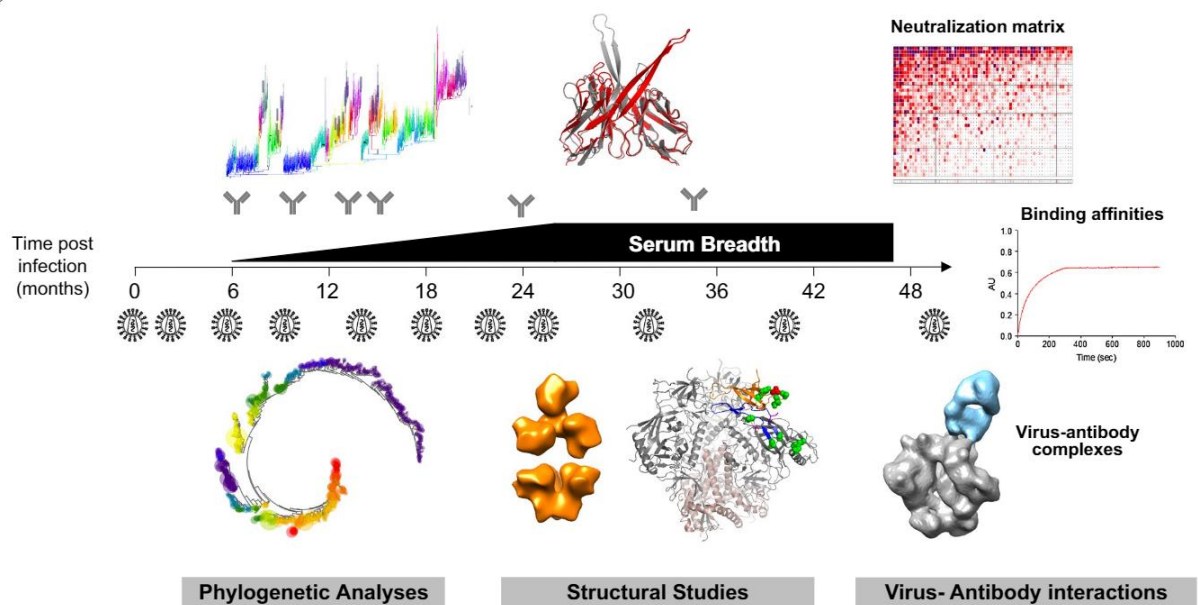 Neutralization matrix
Time post
infection
(months)
Serum Breadth
0 6 12 18 24 30 36 42 48
Binding affinities
AU
1.0
0.8
0.6
0.4
0.2
0.0
0 200 400 600 800 1000
Time (sec)
Virus-antibody
complexes
Phylogenetic Analyses
Structural Studies
Virus- Antibody interactions